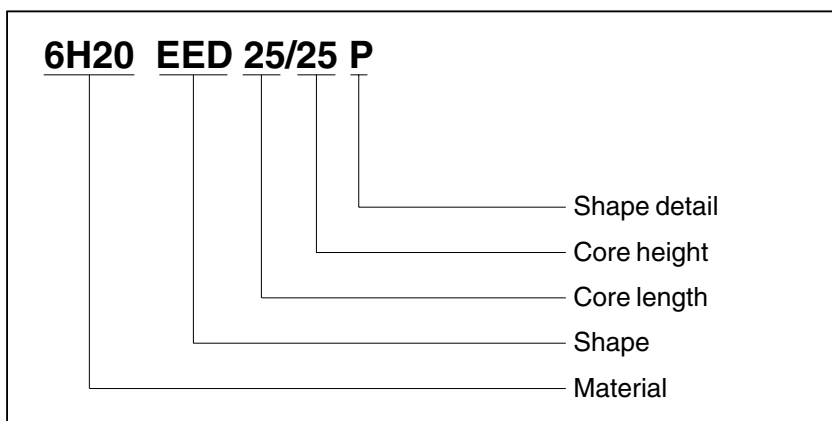 6H20 EED 25/25 P
Shape detail
Core height
Core length
Shape
Material